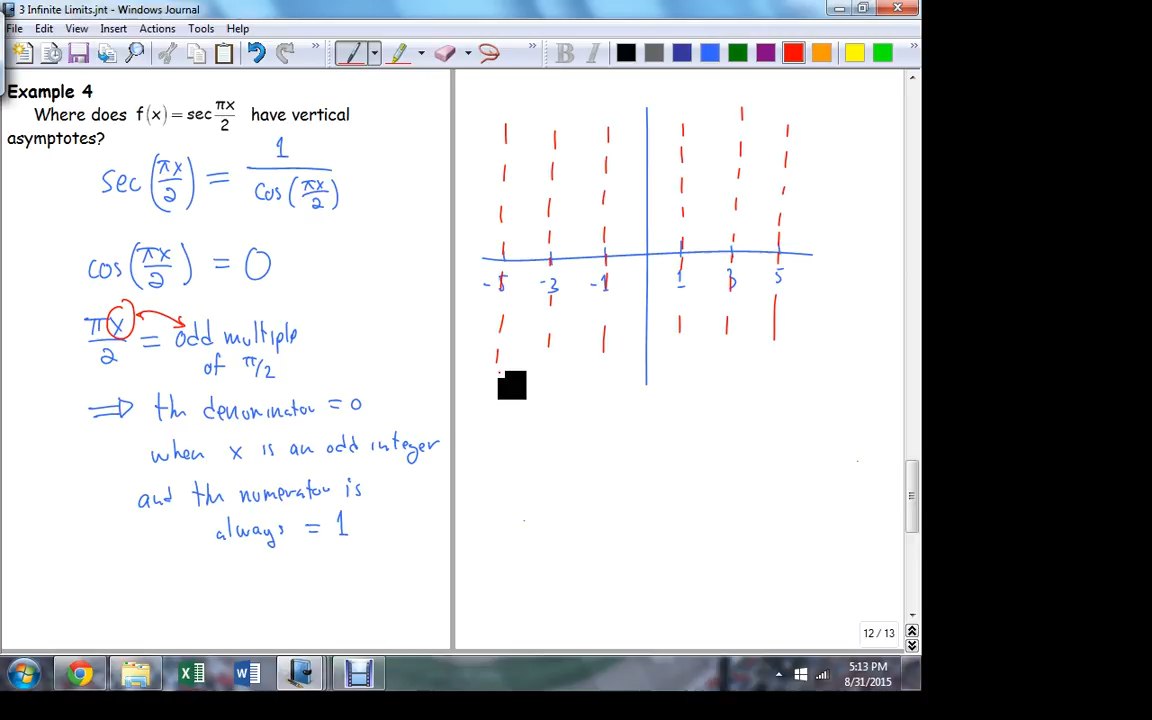 3 Infinite Limits.jnt - Windows Journal
File Edit View Insert Actions Tools Help
B I
Example 4
Where does f(x) = sec πx/2 have vertical
asymptotes?
sec(πx/2) = 1/cos(πx/2)
cos(πx/2) = 0
πx/2 = odd multiple
of π/2
⟹ the denominator = 0
when x is an odd integer
and the numerator is
always = 1
-5 -3 -1 1 3 5
12 / 13
5:13 PM
8/31/2015